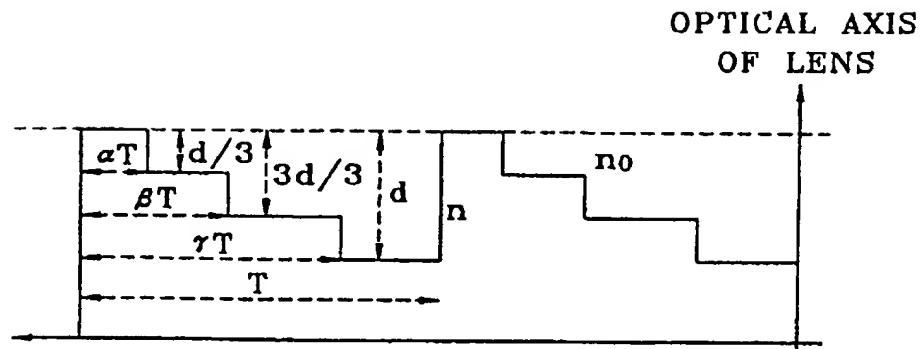 OPTICAL AXIS
OF LENS
αT
d/3
3d/3
d
n
n0
βT
γT
T